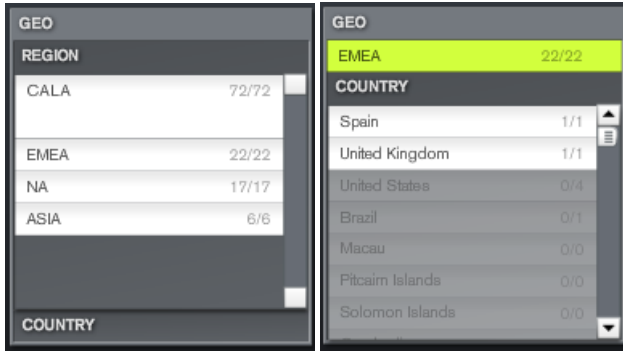 GEO
REGION
CALA 72/72
EMEA 22/22
NA 17/17
ASIA 6/6
COUNTRY
GEO
EMEA 22/22
COUNTRY
Spain 1/1
United Kingdom 1/1
United States 0/4
Brazil 0/1
Macau 0/0
Pitcairn Islands 0/0
Solomon Islands 0/0